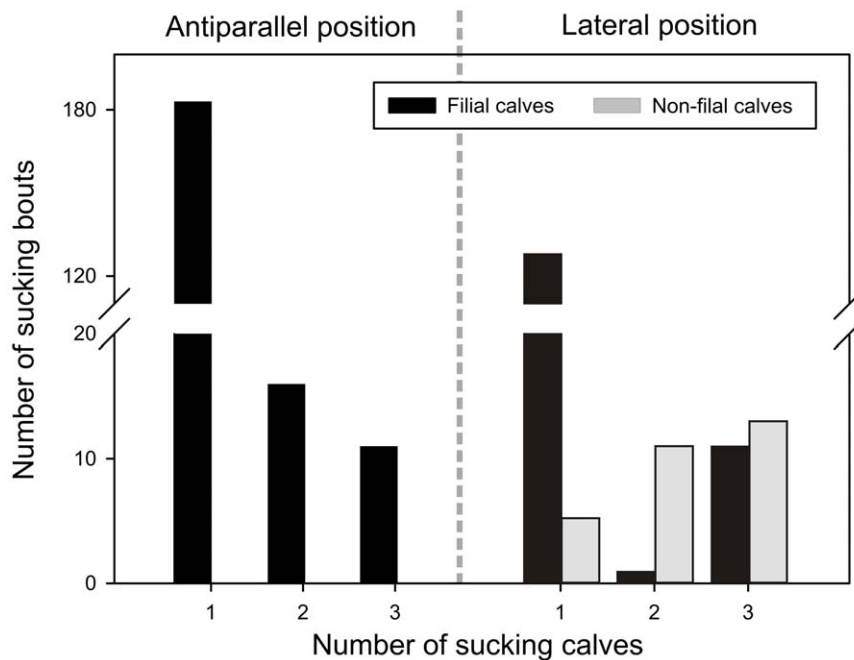 Antiparallel position
Lateral position
Filial calves
Non-filal calves
Number of sucking bouts
180
120
20
10
0
1 2 3
1 2 3
Number of sucking calves